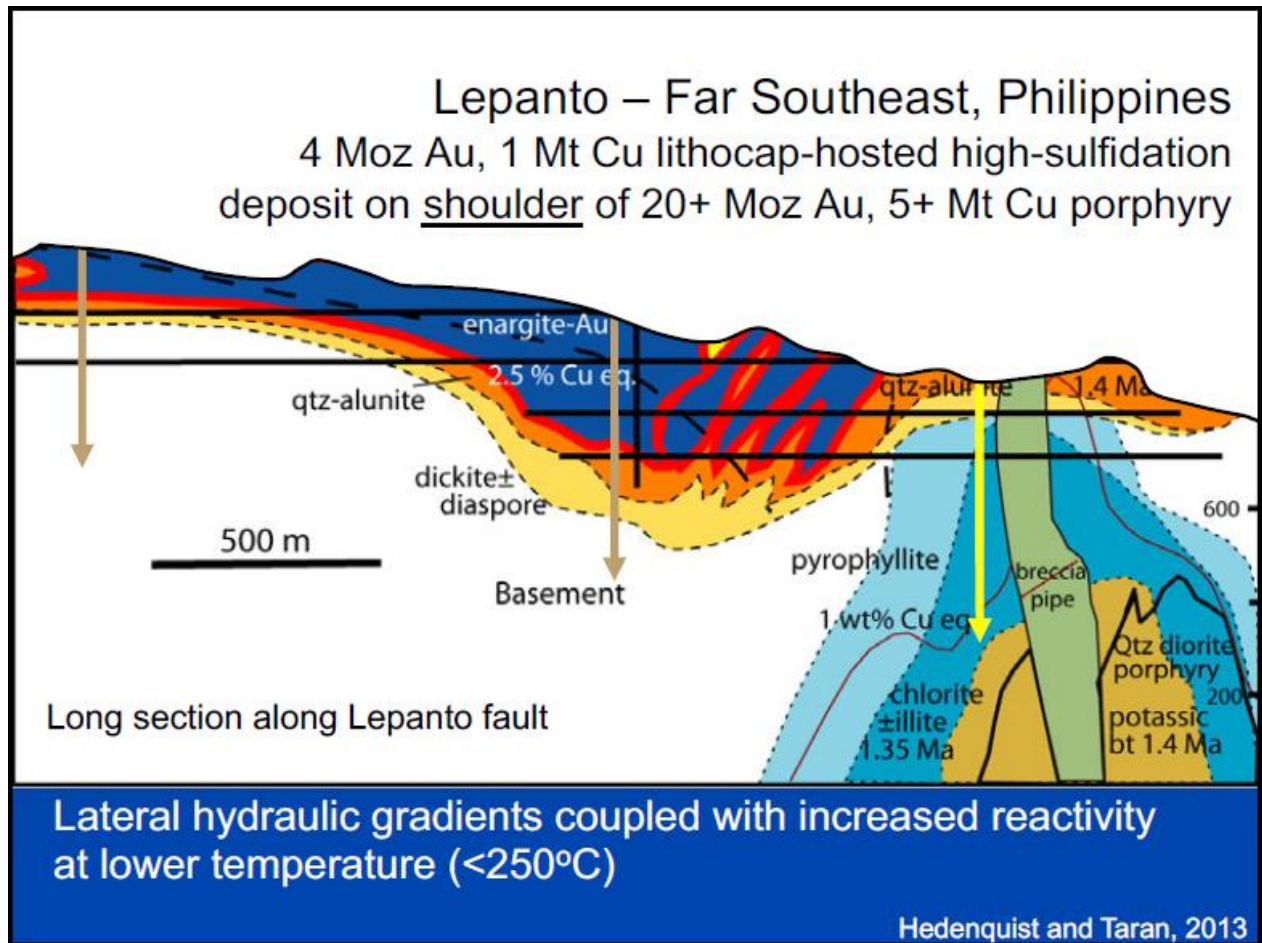 Lepanto – Far Southeast, Philippines
4 Moz Au, 1 Mt Cu lithocap-hosted high-sulfidation
deposit on shoulder of 20+ Moz Au, 5+ Mt Cu porphyry
enargite-Au
2.5 % Cu eq.
qtz-alunite
qtz-alunite
1.4 Ma
dickite±
diaspore
600
500 m
pyrophyllite
Basement
breccia
pipe
1 wt% Cu eq
Qtz diorite
porphyry
chlorite
±illite
1.35 Ma
200
potassic
bt 1.4 Ma
Long section along Lepanto fault
Lateral hydraulic gradients coupled with increased reactivity
at lower temperature (<250ºC)
Hedenquist and Taran, 2013